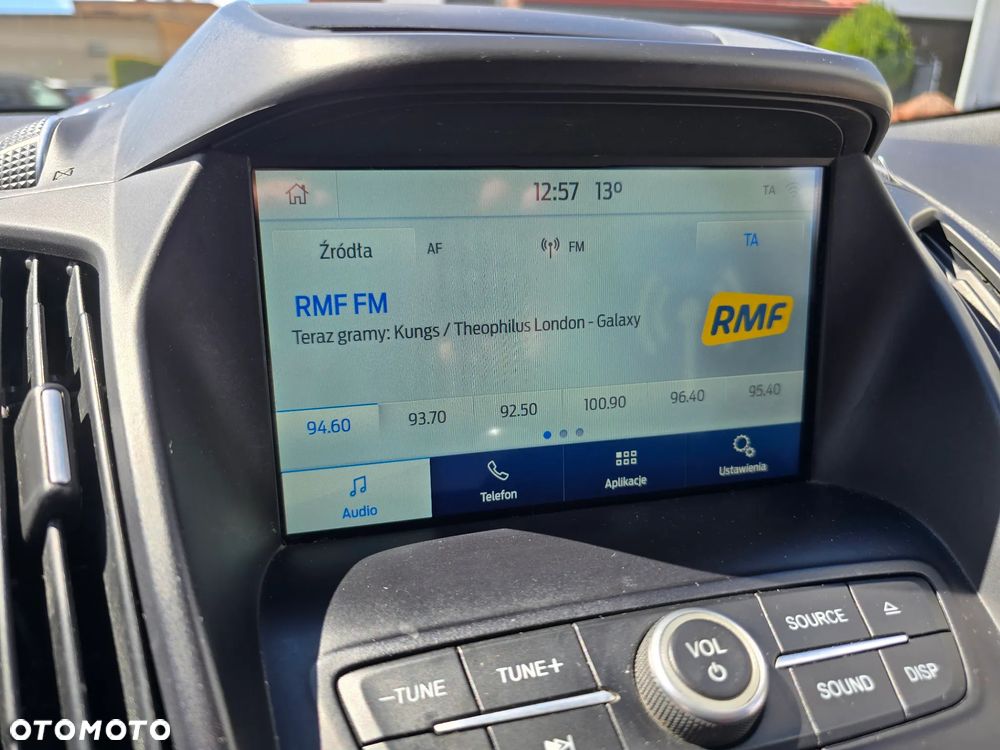 12:57 13° TA
Źródła AF FM TA
RMF FM
Teraz gramy: Kungs / Theophilus London - Galaxy
RMF
94.60 93.70 92.50 100.90 96.40 95.40
Audio Telefon Aplikacje Ustawienia
VOL SOURCE
-TUNE TUNE+ SOUND DISP
OTOMOTO